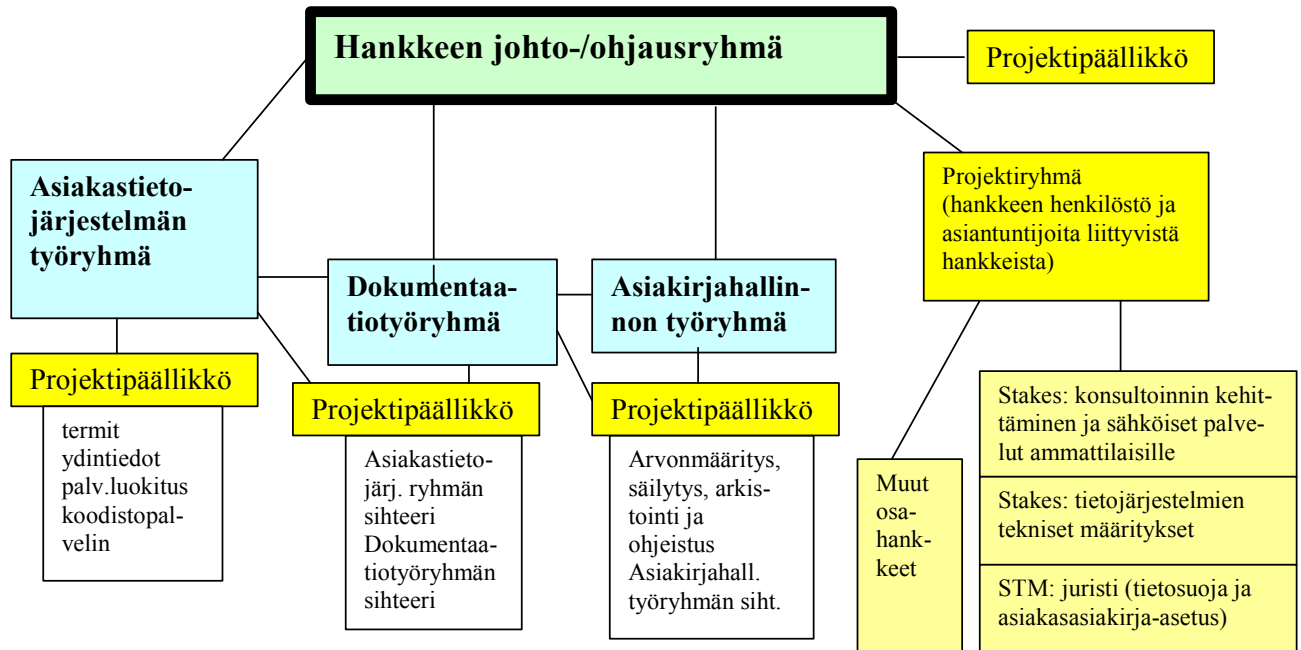 Hankkeen johto-/ohjausryhmä
Projektipäällikkö
Asiakastieto-
järjestelmän
työryhmä
Dokumentaa-
tiotyöryhmä
Asiakirjahallin-
non työryhmä
Projektiryhmä
(hankkeen henkilöstö ja
asiantuntijoita liittyvistä
hankkeista)
Projektipäällikkö
termit
ydintiedot
palv.luokitus
koodistopal-
velin
Projektipäällikkö
Asiakastieto-
järj. ryhmän
sihteeri
Dokumentaa-
tiotyöryhmän
sihteeri
Projektipäällikkö
Arvonmääritys,
säilytys, arkis-
tointi ja
ohjeistus
Asiakirjahall.
työryhmän siht.
Muut
osa-
hank-
keet
Stakes: konsultoinnin kehit-
täminen ja sähköiset palve-
lut ammattilaisille
Stakes: tietojärjestelmien
tekniset määritykset
STM: juristi (tietosuoja ja
asiakasasiakirja-asetus)